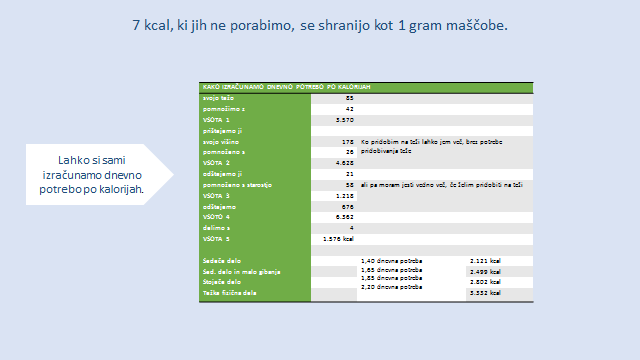 7 kcal, ki jih ne porabimo, se shranijo kot 1 gram maščobe.
Lahko si sami
izračunamo dnevno
potrebo po kalorijah.
KAKO IZRAČUNAMO DNEVNO POTREBO PO KALORIJAH
svojo težo 85
pomnožimo s 42
VSOTA 1 3.570
prištejemo ji
svojo višino 178 Ko pridobim na teži lahko jem več, brez potrebe
pomnoženo s 26 pridobivanja teže
VSOTA 2 4.628
odštejemo ji 21
pomnoženo s starostjo 58 ali pa moram jesti vedno več, če želim pridobiti na teži
VSOTA 3 1.218
odštejemo 676
VSOTO 4 6.362
delimo s 4
VSOTA 5 1.576 kcal
Sedeče delo 1,40 dnevna potreba 2.121 kcal
Sed. delo in malo gibanja 1,65 dnevna potreba 2.499 kcal
Stoječe delo 1,85 dnevna potreba 2.802 kcal
Težka fizična dela 2,20 dnevna potreba 3.332 kcal